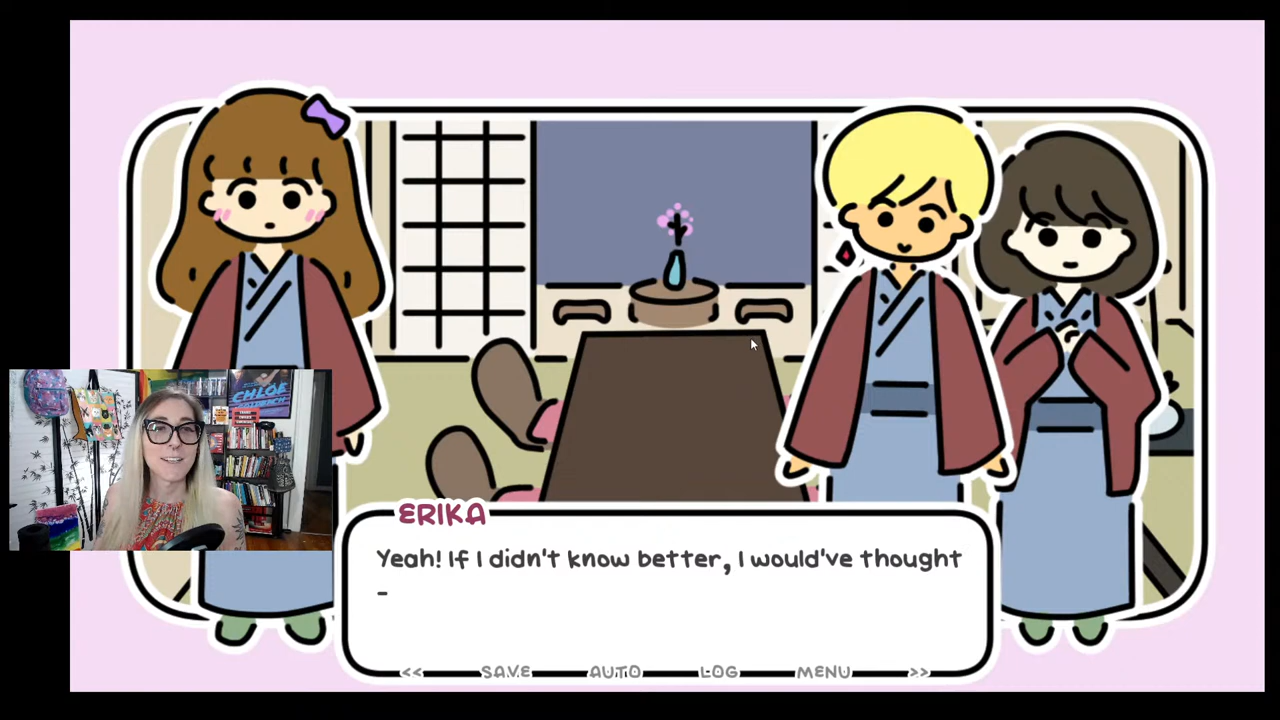 CHLOE
ERIKA
Yeah! If I didn't know better, I would've thought
-
<< SAVE AUTO LOG MENU >>